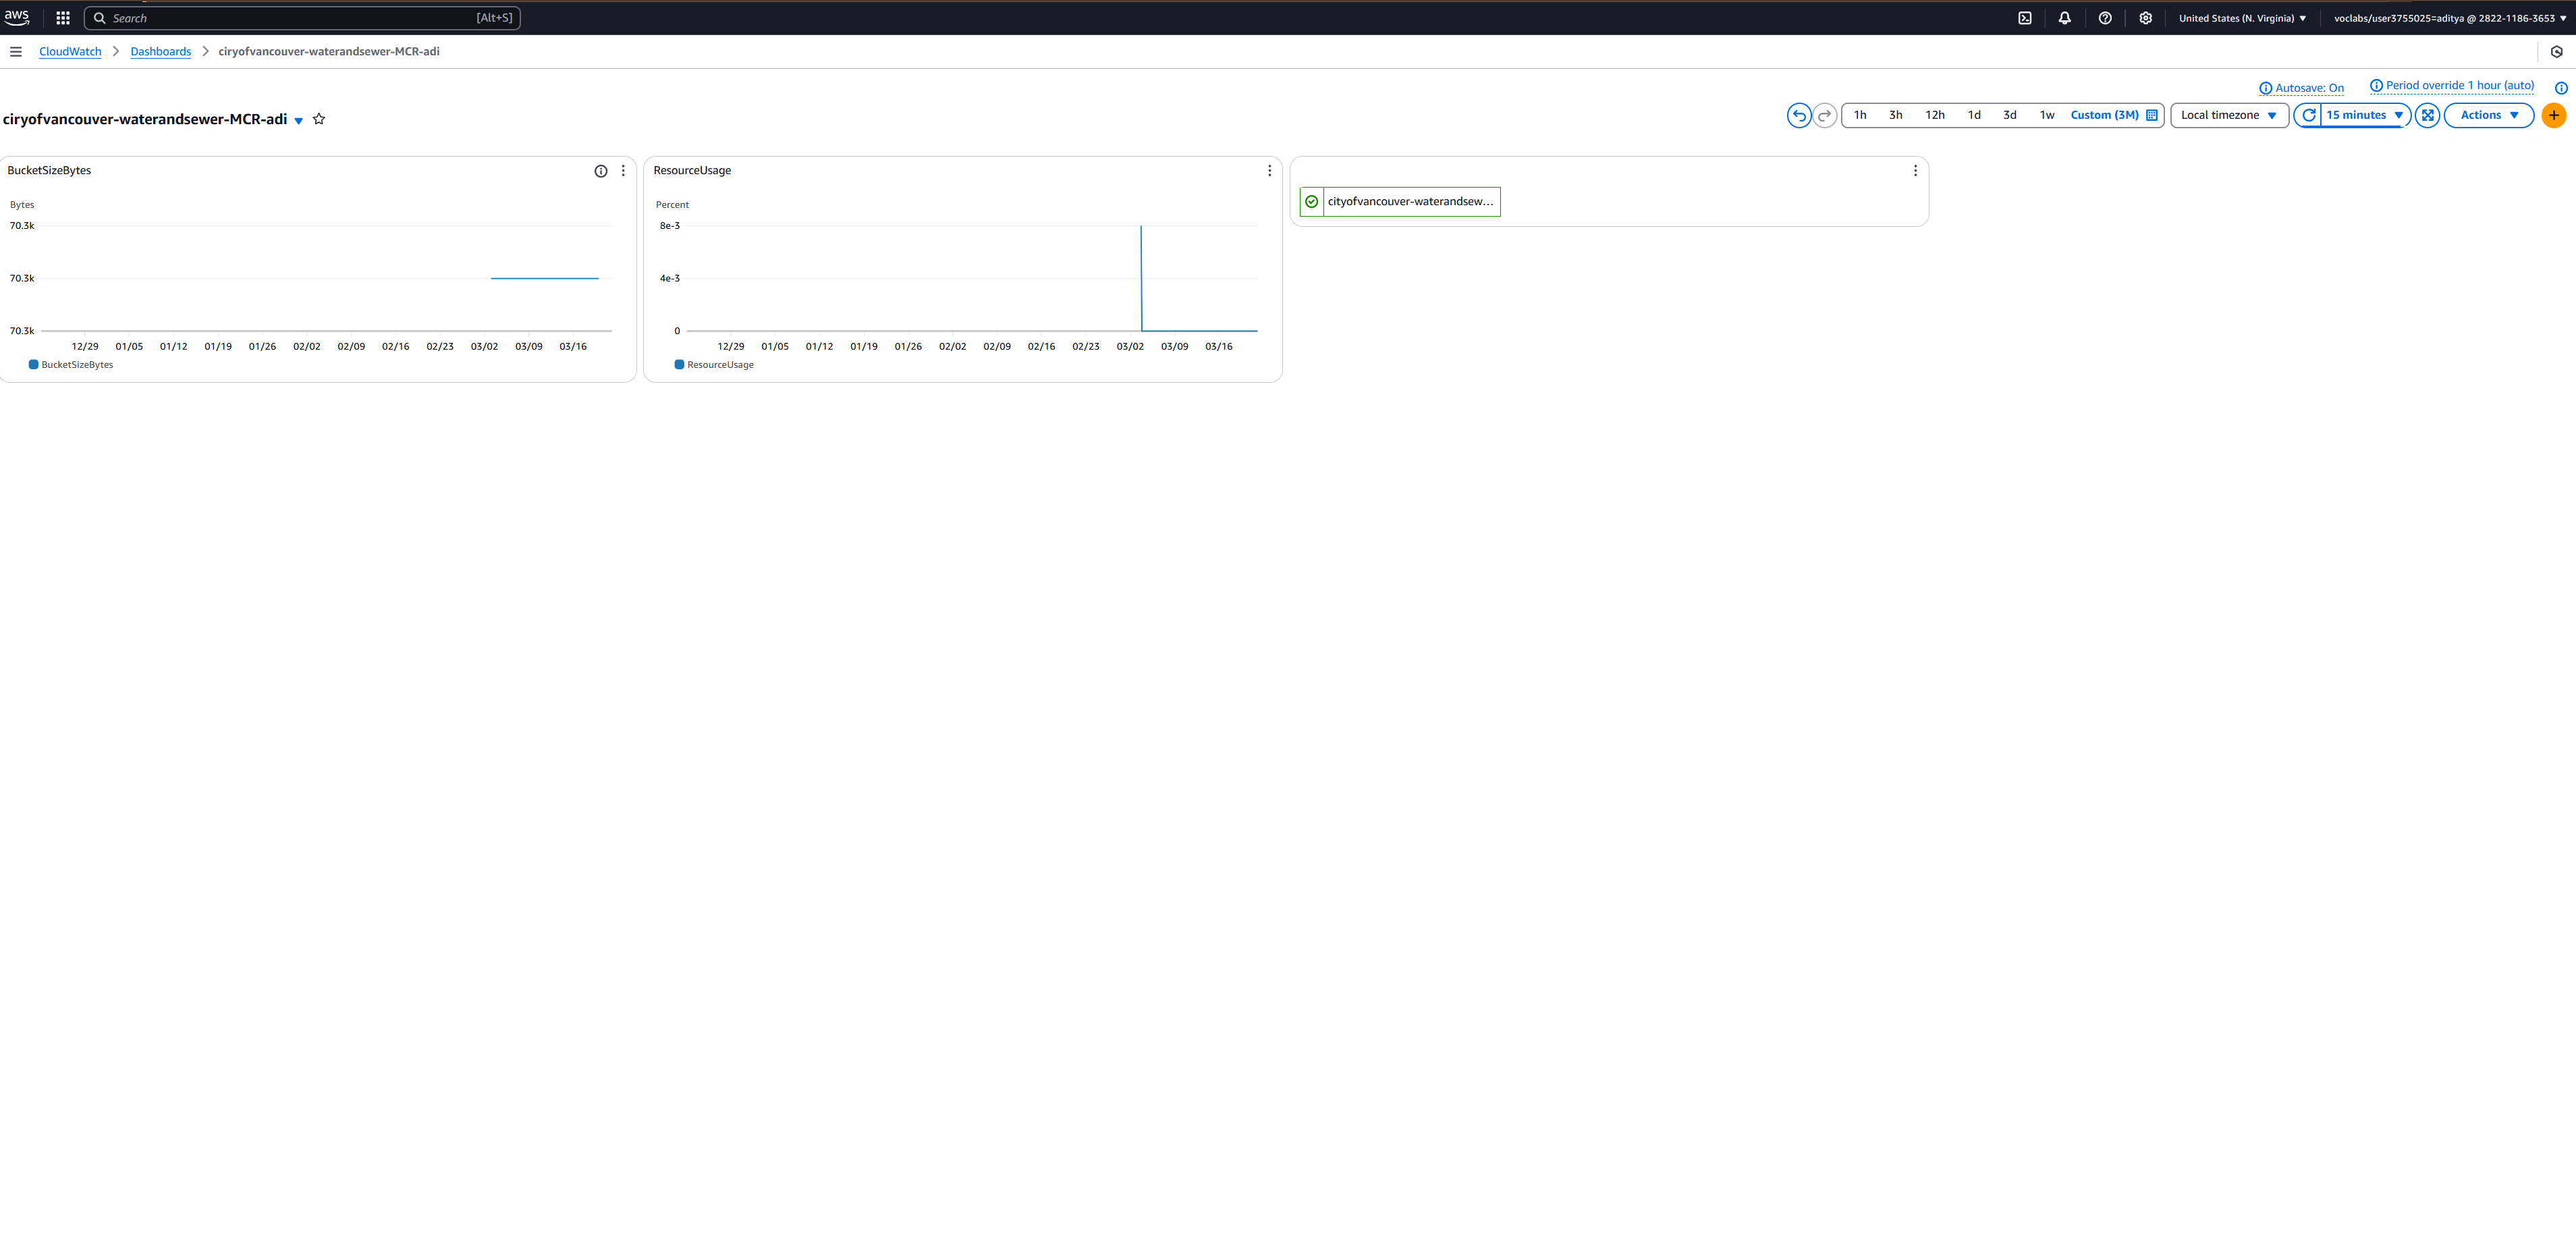 aws Search [Alt+S] United States (N. Virginia) voclabs/user3755025=aditya @ 2822-1186-3653
CloudWatch Dashboards ciryofvancouver-waterandsewer-MCR-adi
Autosave: On Period override 1 hour (auto)
ciryofvancouver-waterandsewer-MCR-adi 1h 3h 12h 1d 3d 1w Custom (3M) Local timezone 15 minutes Actions
BucketSizeBytes
Bytes
70.3k
70.3k
70.3k
12/29 01/05 01/12 01/19 01/26 02/02 02/09 02/16 02/23 03/02 03/09 03/16
BucketSizeBytes
ResourceUsage
Percent
8e-3
4e-3
0
12/29 01/05 01/12 01/19 01/26 02/02 02/09 02/16 02/23 03/02 03/09 03/16
ResourceUsage
cityofvancouver-waterandsew...